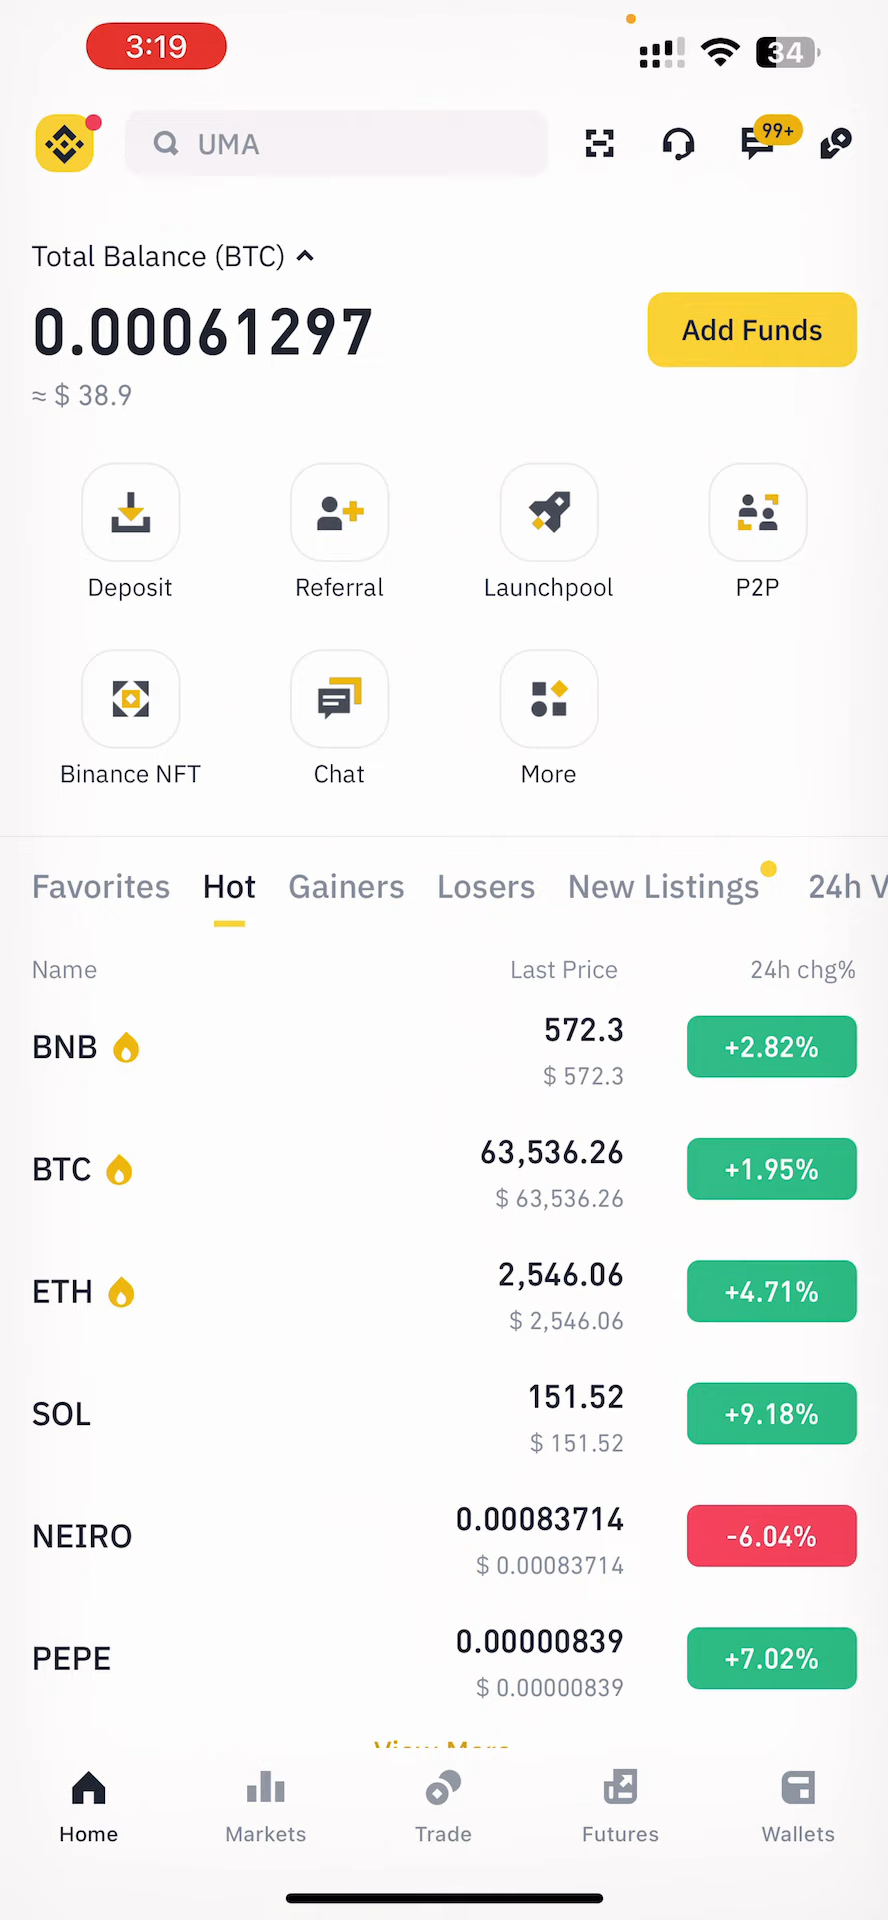 3:19
34
UMA
99+
Total Balance (BTC)
0.00061297
Add Funds
≈ $ 38.9
Deposit
Referral
Launchpool
P2P
Binance NFT
Chat
More
Favorites Hot Gainers Losers New Listings 24h V
Name Last Price 24h chg%
BNB 572.3 +2.82%
$ 572.3
BTC 63,536.26 +1.95%
$ 63,536.26
ETH 2,546.06 +4.71%
$ 2,546.06
SOL 151.52 +9.18%
$ 151.52
NEIRO 0.00083714 -6.04%
$ 0.00083714
PEPE 0.00000839 +7.02%
$ 0.00000839
View More
Home Markets Trade Futures Wallets